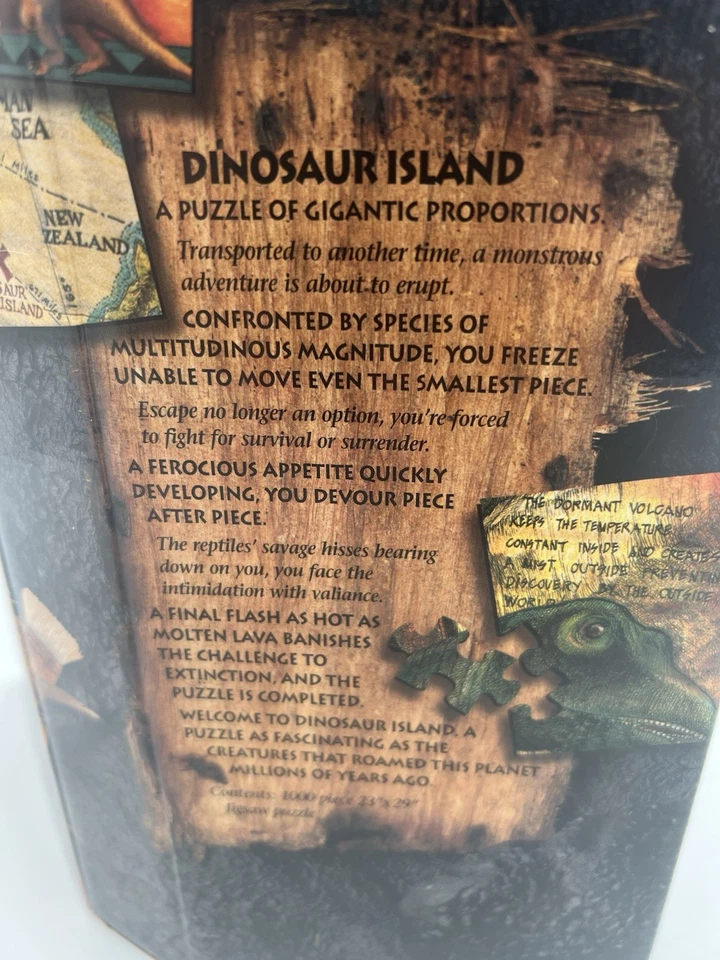 MAN
SEA
miles
NEW
ZEALAND
SAUR
ISLAND
621 miles
DINOSAUR ISLAND
A PUZZLE OF GIGANTIC PROPORTIONS.
Transported to another time, a monstrous
adventure is about to erupt.
CONFRONTED BY SPECIES OF
MULTITUDINOUS MAGNITUDE, YOU FREEZE
UNABLE TO MOVE EVEN THE SMALLEST PIECE.
Escape no longer an option, you're forced
to fight for survival or surrender.
A FEROCIOUS APPETITE QUICKLY
DEVELOPING, YOU DEVOUR PIECE
AFTER PIECE.
The reptiles' savage hisses bearing
down on you, you face the
intimidation with valiance.
A FINAL FLASH AS HOT AS
MOLTEN LAVA BANISHES
THE CHALLENGE TO
EXTINCTION, AND THE
PUZZLE IS COMPLETED.
WELCOME TO DINOSAUR ISLAND. A
PUZZLE AS FASCINATING AS THE
CREATURES THAT ROAMED THIS PLANET
MILLIONS OF YEARS AGO.
Contents: 1000 piece 23"x 29"
Jigsaw puzzle
THE DORMANT VOLCANO
KEEPS THE TEMPERATURE
CONSTANT INSIDE AND CREATES
A MIST OUTSIDE PREVENTIN
DISCOVERY BY THE OUTSIDE
WORLD